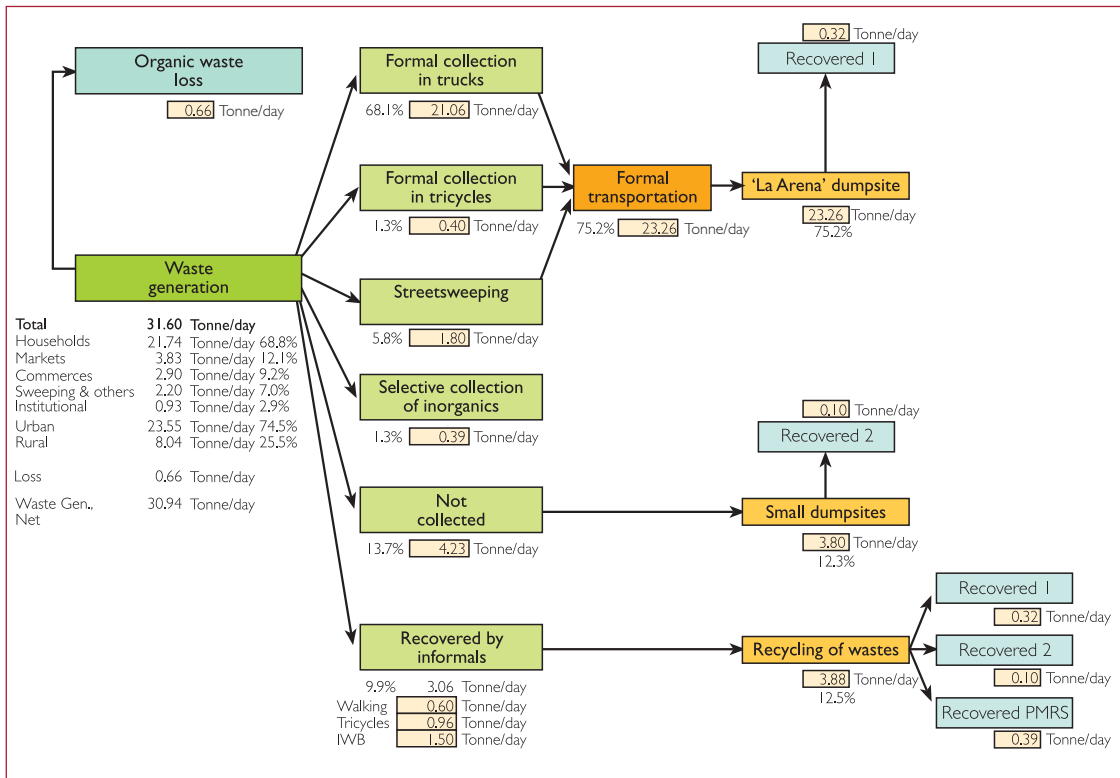 Organic waste
loss
0.66 Tonne/day
Waste
generation
Total 31.60 Tonne/day
Households 21.74 Tonne/day 68.8%
Markets 3.83 Tonne/day 12.1%
Commerces 2.90 Tonne/day 9.2%
Sweeping & others 2.20 Tonne/day 7.0%
Institutional 0.93 Tonne/day 2.9%
Urban 23.55 Tonne/day 74.5%
Rural 8.04 Tonne/day 25.5%
Loss 0.66 Tonne/day
Waste Gen., 30.94 Tonne/day
Net
Formal collection
in trucks
68.1% 21.06 Tonne/day
Formal collection
in tricycles
1.3% 0.40 Tonne/day
Streetsweeping
5.8% 1.80 Tonne/day
Selective collection
of inorganics
1.3% 0.39 Tonne/day
Not
collected
13.7% 4.23 Tonne/day
Recovered by
informals
9.9% 3.06 Tonne/day
Walking 0.60 Tonne/day
Tricycles 0.96 Tonne/day
IWB 1.50 Tonne/day
Formal
transportation
75.2% 23.26 Tonne/day
0.32 Tonne/day
Recovered 1
'La Arena' dumpsite
23.26 Tonne/day
75.2%
0.10 Tonne/day
Recovered 2
Small dumpsites
3.80 Tonne/day
12.3%
Recycling of wastes
3.88 Tonne/day
12.5%
Recovered 1
0.32 Tonne/day
Recovered 2
0.10 Tonne/day
Recovered PMRS
0.39 Tonne/day